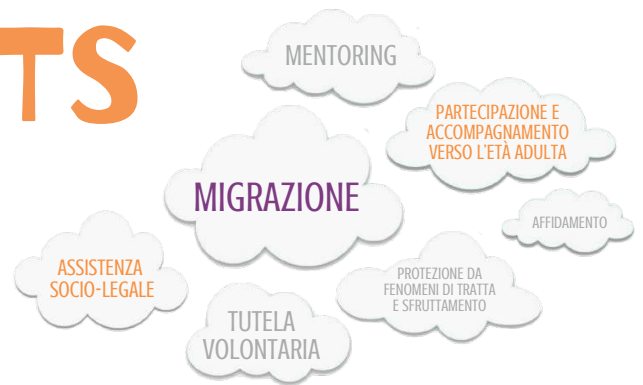 TS
MENTORING
PARTECIPAZIONE E
ACCOMPAGNAMENTO
VERSO L'ETÀ ADULTA
MIGRAZIONE
AFFIDAMENTO
ASSISTENZA
SOCIO-LEGALE
PROTEZIONE DA
FENOMENI DI TRATTA
E SFRUTTAMENTO
TUTELA
VOLONTARIA